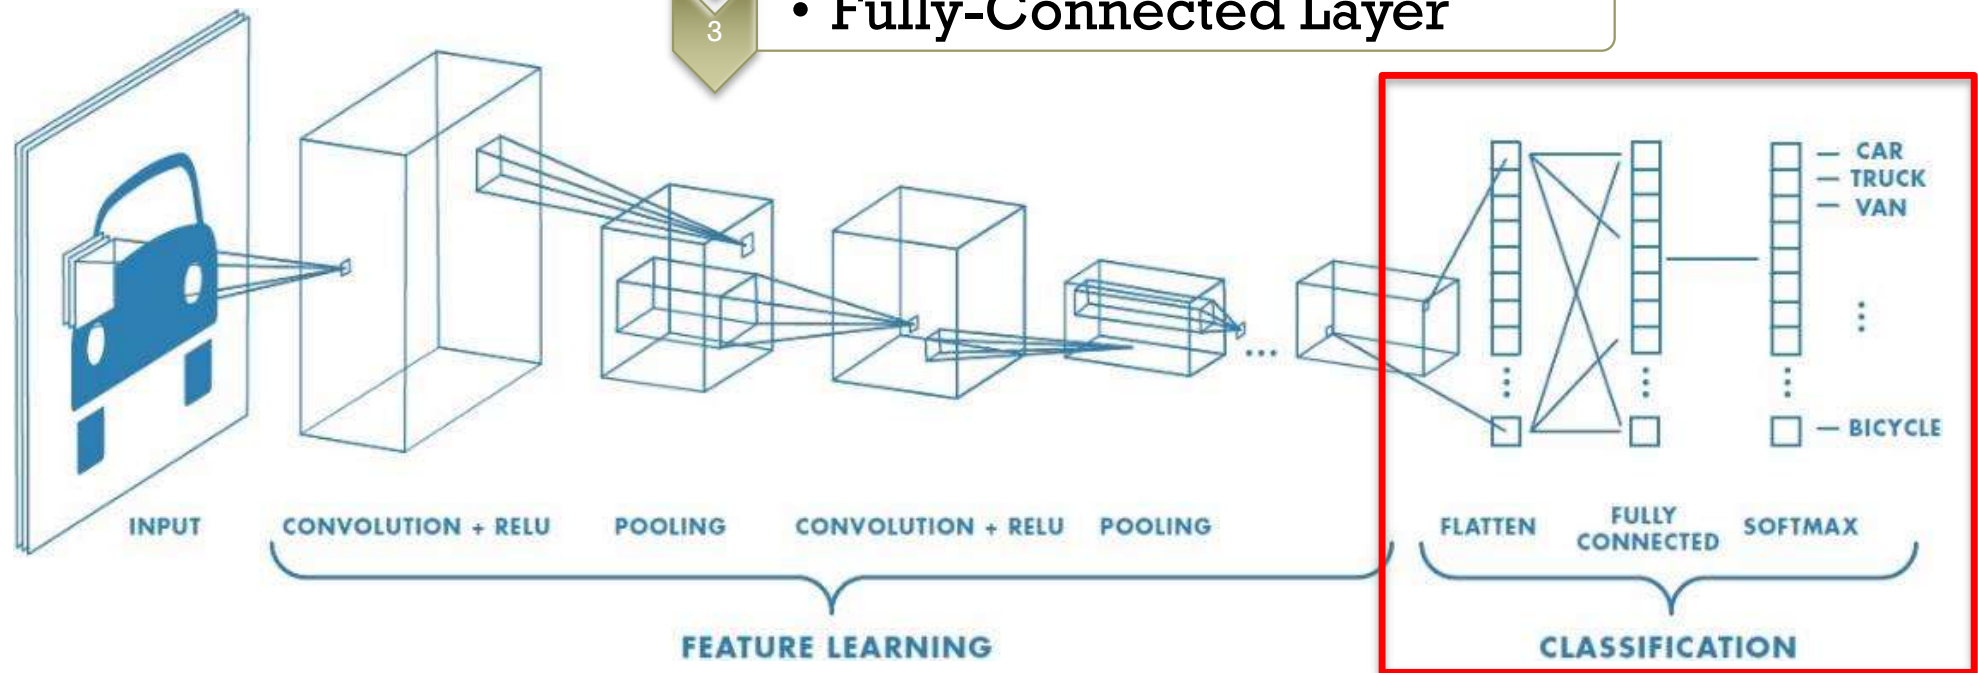 3
• Fully-Connected Layer
— CAR
— TRUCK
— VAN
...
— BICYCLE
INPUT
CONVOLUTION + RELU
POOLING
CONVOLUTION + RELU
POOLING
FLATTEN
FULLY
CONNECTED
SOFTMAX
FEATURE LEARNING
CLASSIFICATION